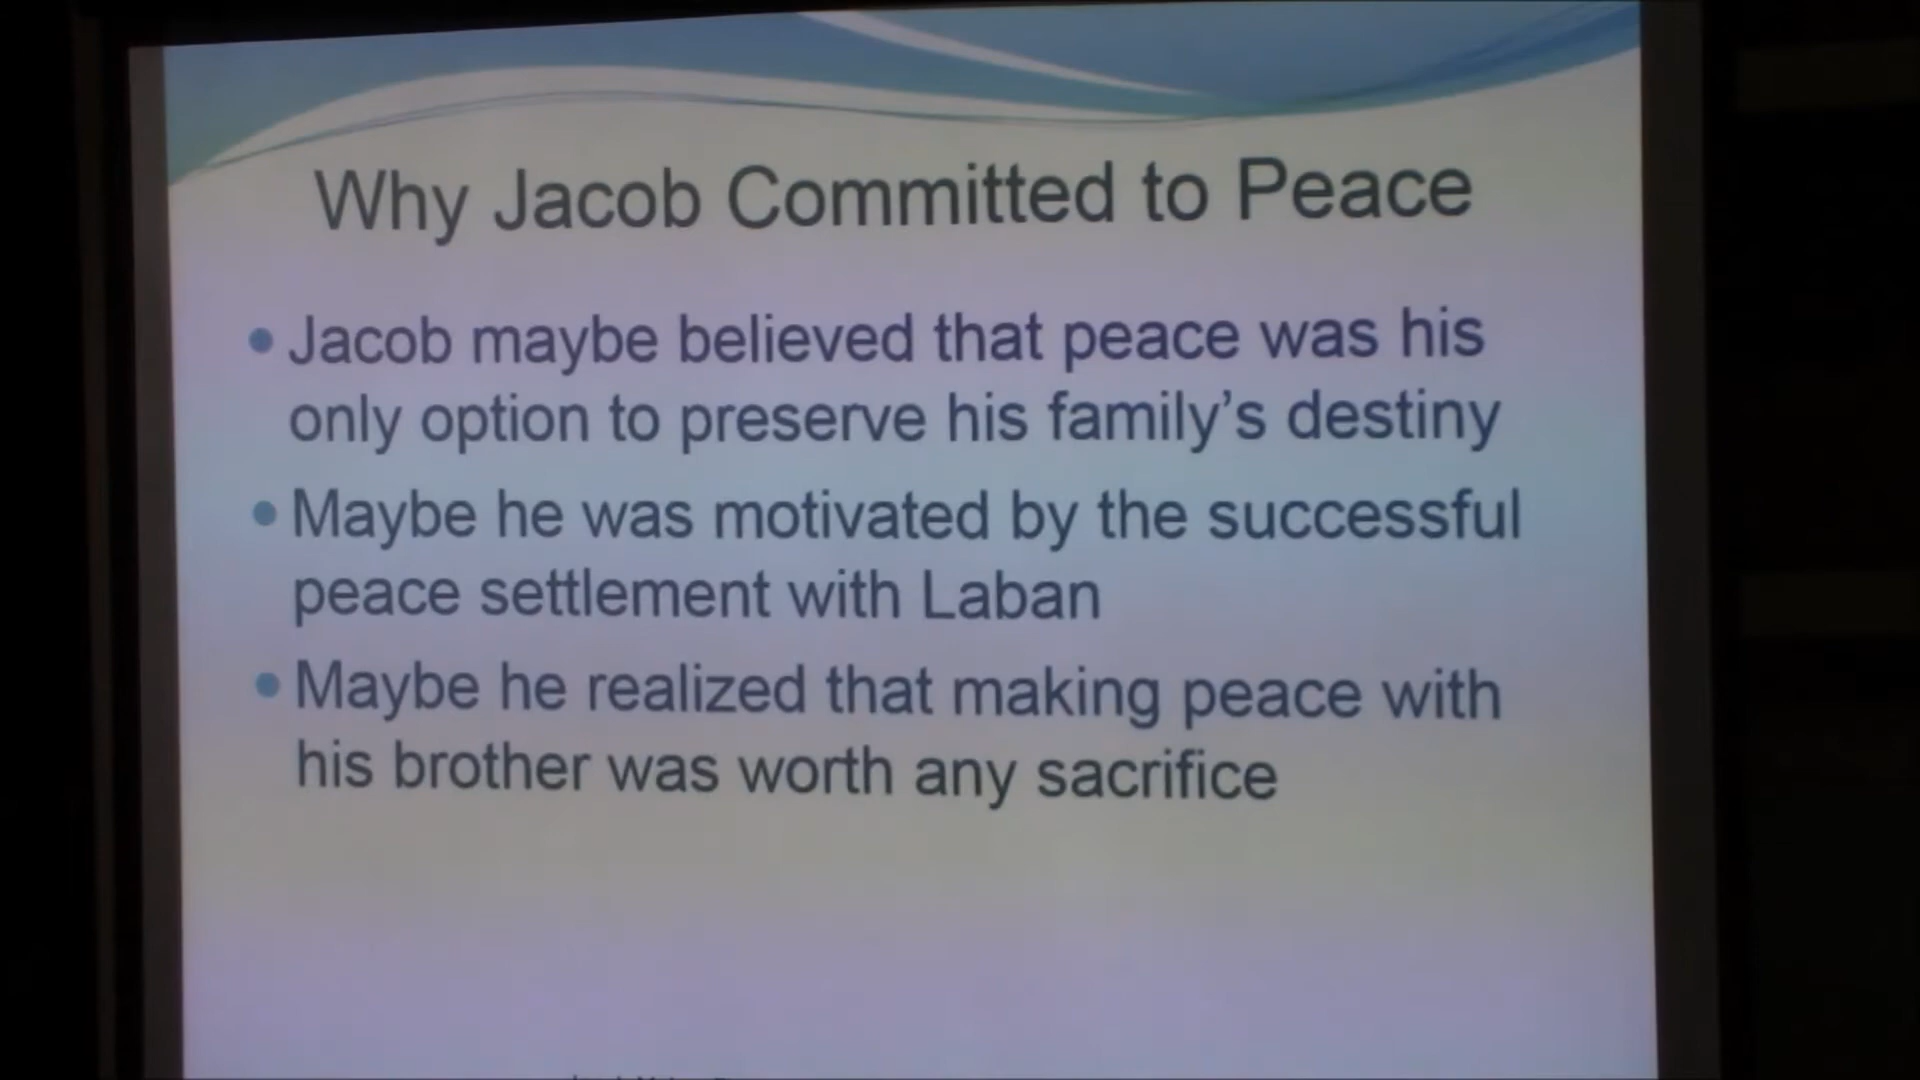 Why Jacob Committed to Peace
• Jacob maybe believed that peace was his
only option to preserve his family's destiny
• Maybe he was motivated by the successful
peace settlement with Laban
• Maybe he realized that making peace with
his brother was worth any sacrifice